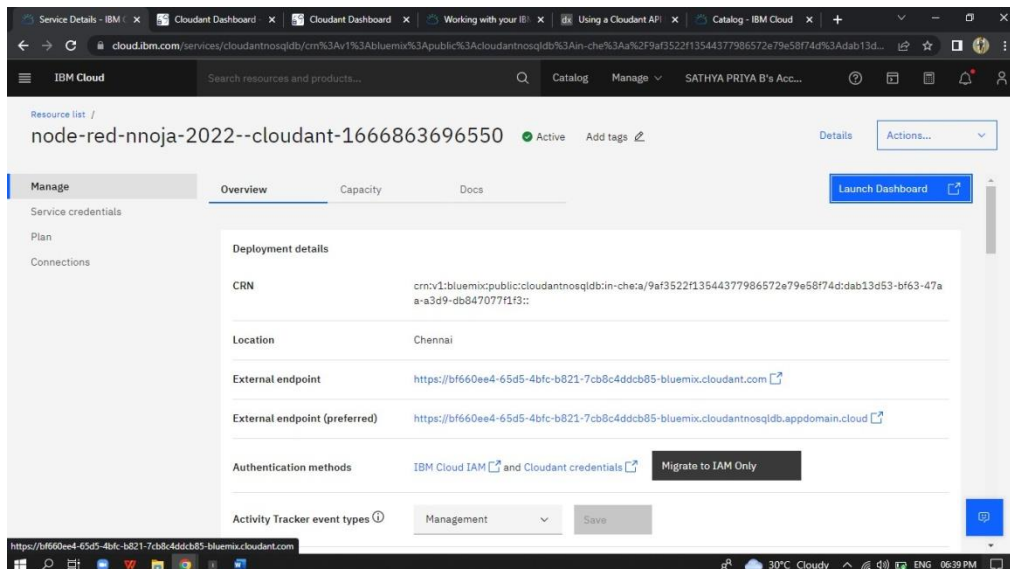 Service Details - IBM C
Cloudant Dashboard
Cloudant Dashboard
Working with your IB
Using a Cloudant API
Catalog - IBM Cloud
cloud.ibm.com/services/cloudantnosqldb/crn%3Av1%3Abluemix%3Apublic%3Acloudantnosqldb%3Ain-che%3Aa%2F9af3522f13544377986572e79e58f74d%3Adab13d...
IBM Cloud
Search resources and products...
Catalog
Manage
SATHYA PRIYA B's Acc...
Resource list /
node-red-nnoja-2022--cloudant-1666863696550
Active
Add tags
Details
Actions...
Manage
Service credentials
Plan
Connections
Overview
Capacity
Docs
Launch Dashboard
Deployment details
CRN
crn:v1:bluemix:public:cloudantnosqldb:in-che:a/9af3522f13544377986572e79e58f74d:dab13d53-bf63-47a
a-a3d9-db847077f1f3::
Location
Chennai
External endpoint
https://bf660ee4-65d5-4bfc-b821-7cb8c4ddcb85-bluemix.cloudant.com
External endpoint (preferred)
https://bf660ee4-65d5-4bfc-b821-7cb8c4ddcb85-bluemix.cloudantnosqldb.appdomain.cloud
Authentication methods
IBM Cloud IAM and Cloudant credentials
Migrate to IAM Only
Activity Tracker event types
Management
Save
https://bf660ee4-65d5-4bfc-b821-7cb8c4ddcb85-bluemix.cloudant.com
30°C Cloudy
ENG
06:39 PM